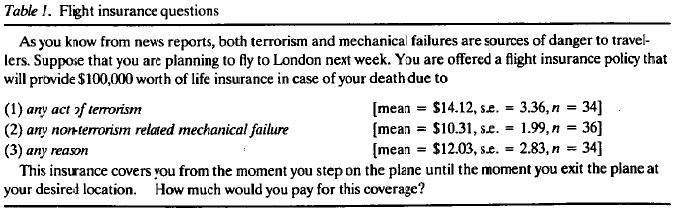 Table 1. Flight insurance questions
As you know from news reports, both terrorism and mechanical failures are sources of danger to travel-
lers. Suppose that you are planning to fly to London next week. You are offered a flight insurance policy that
will provide $100,000 worth of life insurance in case of your death due to
(1) any act of terrorism [mean = $14.12, s.e. = 3.36, n = 34]
(2) any non-terrorism related mechanical failure [mean = $10.31, s.e. = 1.99, n = 36]
(3) any reason [mean = $12.03, s.e. = 2.83, n = 34]
This insurance covers you from the moment you step on the plane until the moment you exit the plane at
your desired location. How much would you pay for this coverage?